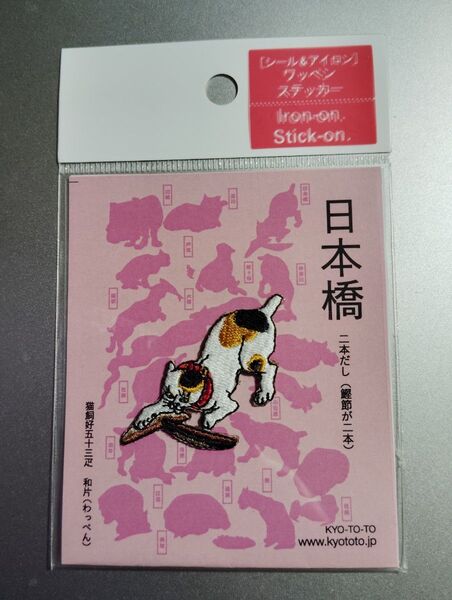 [シール&アイロン]
ワッペン
ステッカー
Iron-on.
Stick-on.
日本橋
二本だし（鰹節が二本）
猫飼好五十三疋 和片（わっぺん）
KYO-TO-TO
www.kyototo.jp